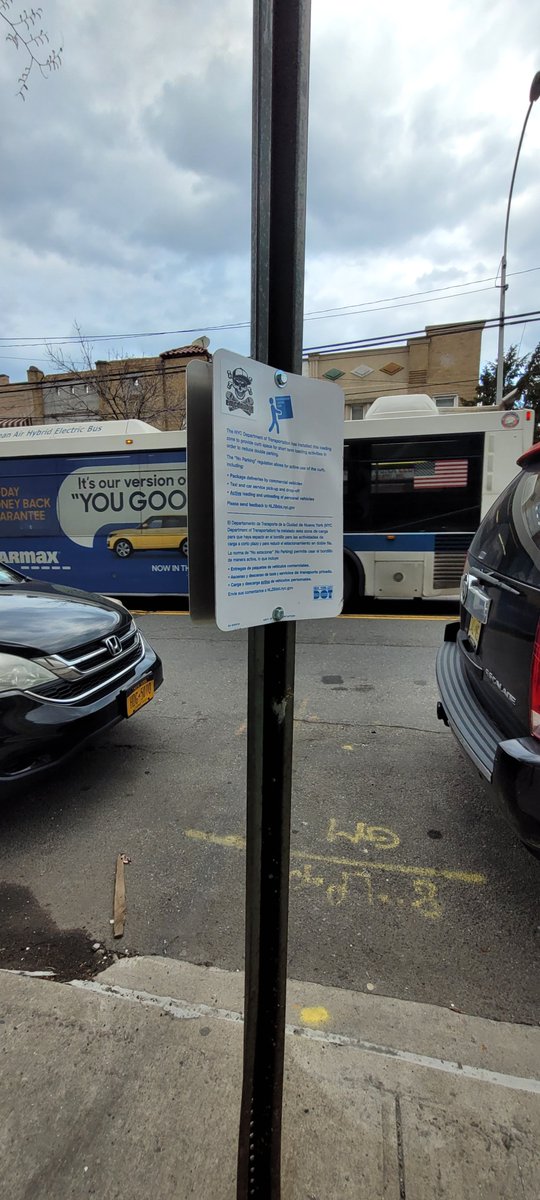 an Air Hybrid Electric Bus
DAY
NEY BACK
ARANTEE
ARMAX
It's our version o
"YOU GOO
NOW IN TH
The NYC Department of Transportation has installed this loading
zone to provide curb space for short term loading activities in
order to reduce double parking.
The "No Parking" regulation allows for active use of the curb,
including:
• Package deliveries by commercial vehicles
• Taxi and car service pick-up and drop-off
• Active loading and unloading of personal vehicles
Please send feedback to NLZ@dot.nyc.gov
El Departamento de Transporte de la Ciudad de Nueva York (NYC
Department of Transportation) ha instalado esta zona de carga
para que haya espacio en el bordillo para las actividades de
carga a corto plazo y para reducir el estacionamiento en doble fila.
La norma de "No estacionar" (No Parking) permite usar el bordillo
de manera activa, lo que incluye:
• Entregas de paquetes de vehículos comerciales.
• Ascenso y descenso de taxis y servicios de transporte privado.
• Carga y descarga activa de vehículos personales.
Envíe sus comentarios a NLZ@dot.nyc.gov
DOT
ESCALADE